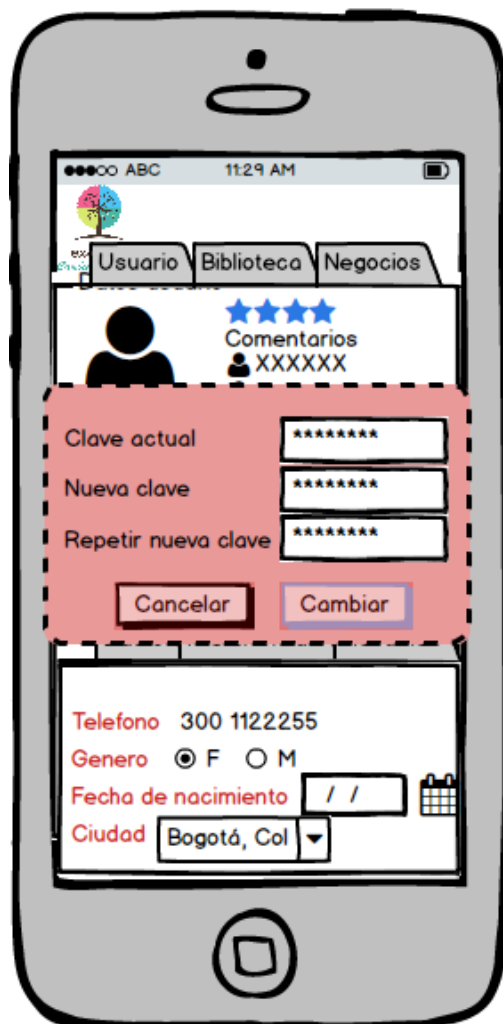 ABC 11:29 AM
Usuario Biblioteca Negocios
Comentarios
XXXXXX
Clave actual ********
Nueva clave ********
Repetir nueva clave ********
Cancelar Cambiar
Telefono 300 1122255
Genero F M
Fecha de nacimiento / /
Ciudad Bogotá, Col